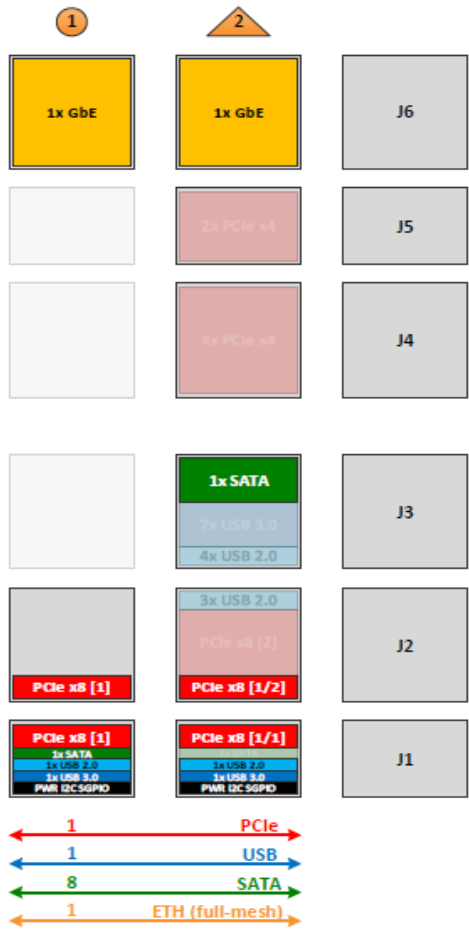 1 2
1x GbE 1x GbE J6
2x PCIe x4 J5
4x PCIe x4 J4
1x SATA
7x USB 3.0 J3
4x USB 2.0
3x USB 2.0
PCIe x8 [2] J2
PCIe x8 [1] PCIe x8 [1/2]
PCIe x8 [1] PCIe x8 [1/1]
1x SATA 1x SATA J1
1x USB 2.0 1x USB 2.0
1x USB 3.0 1x USB 3.0
PWR I2C SGPIO PWR I2C SGPIO
1 PCIe
1 USB
8 SATA
1 ETH (full-mesh)